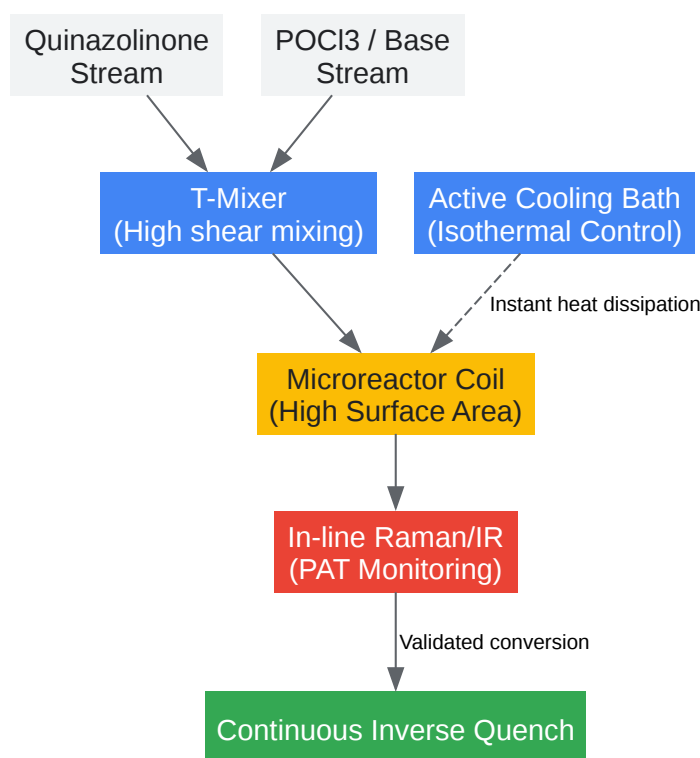 Quinazolinone
Stream
POCl3 / Base
Stream
T-Mixer
(High shear mixing)
Active Cooling Bath
(Isothermal Control)
Instant heat dissipation
Microreactor Coil
(High Surface Area)
In-line Raman/IR
(PAT Monitoring)
Validated conversion
Continuous Inverse Quench